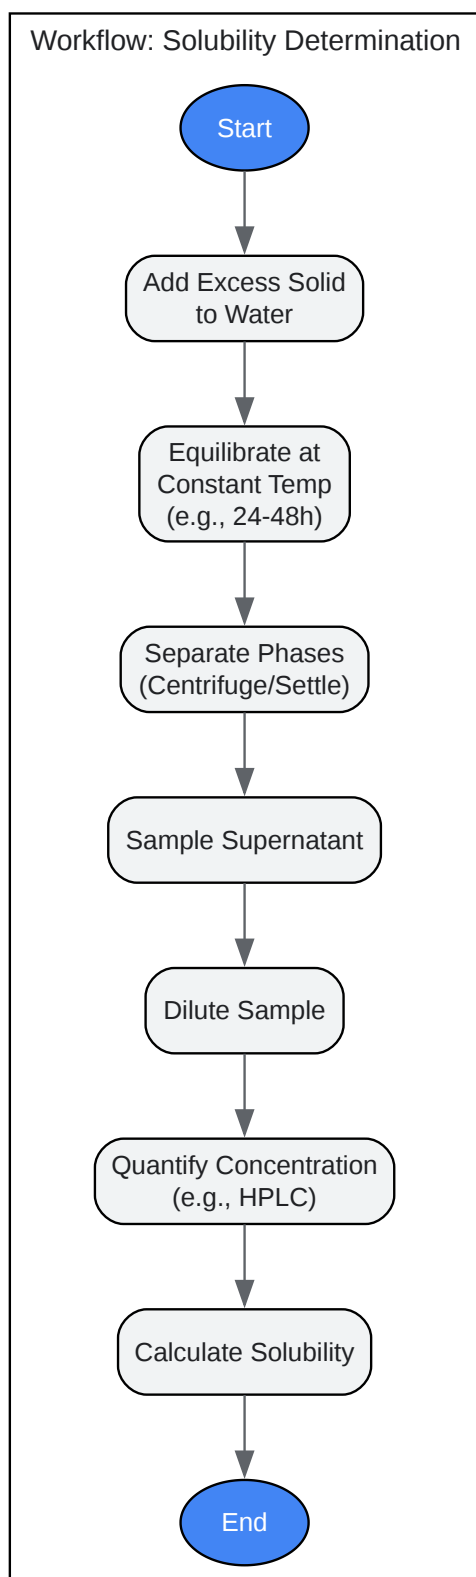 Workflow: Solubility Determination
Start
Add Excess Solid
to Water
Equilibrate at
Constant Temp
(e.g., 24-48h)
Separate Phases
(Centrifuge/Settle)
Sample Supernatant
Dilute Sample
Quantify Concentration
(e.g., HPLC)
Calculate Solubility
End